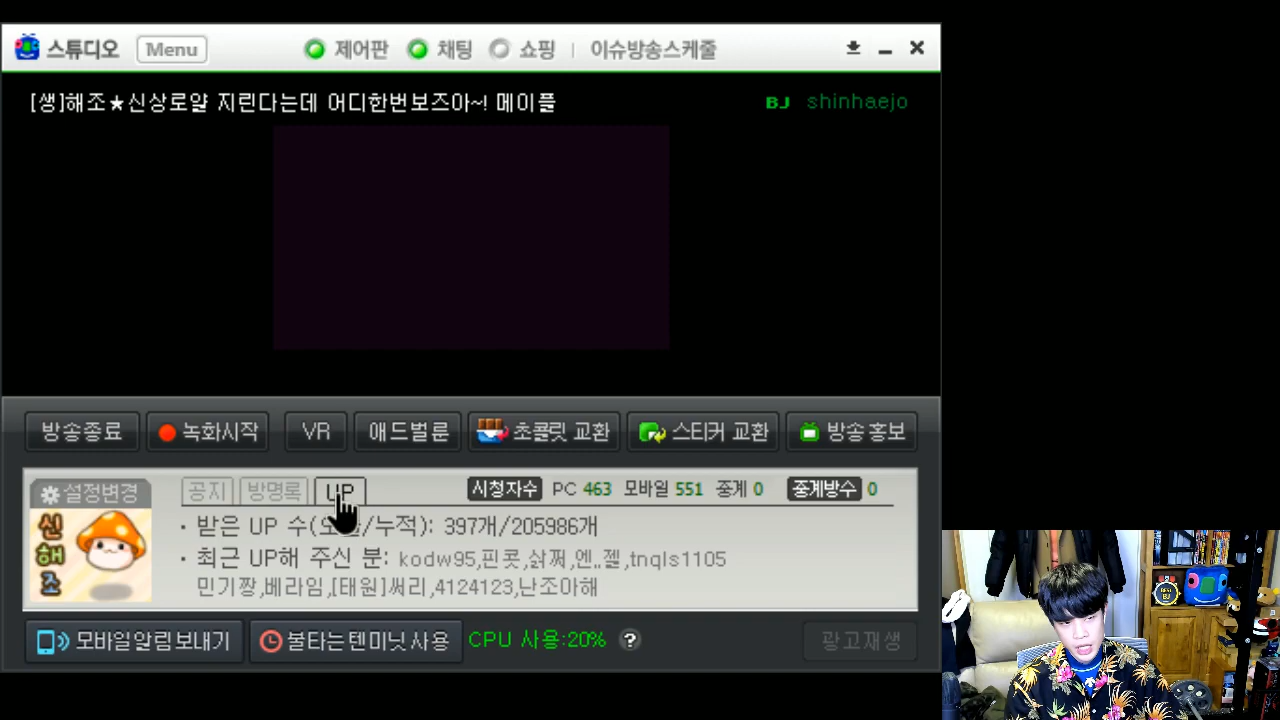 스튜디오 Menu 제어판 채팅 쇼핑 | 이슈방송스케줄
[생]해조★신상로얄 지린다는데 어디한번보즈아~! 메이플 BJ shinhaejo
방송종료 녹화시작 VR 애드벌룬 초콜릿 교환 스티커 교환 방송 홍보
설정변경 공지 방명록 UP 시청자수 PC 463 모바일 551 중계 0 중계방수 0
신해조
· 받은 UP 수(오늘/누적): 397개/205986개
· 최근 UP해 주신 분: kodw95,핀콧,삵쩌,엔..젤,tnqls1105
민기짱,베라임,[태원]써리,4124123,난조아해
모바일알림보내기 불타는텐미닛사용 CPU 사용:20% ? 광고재생